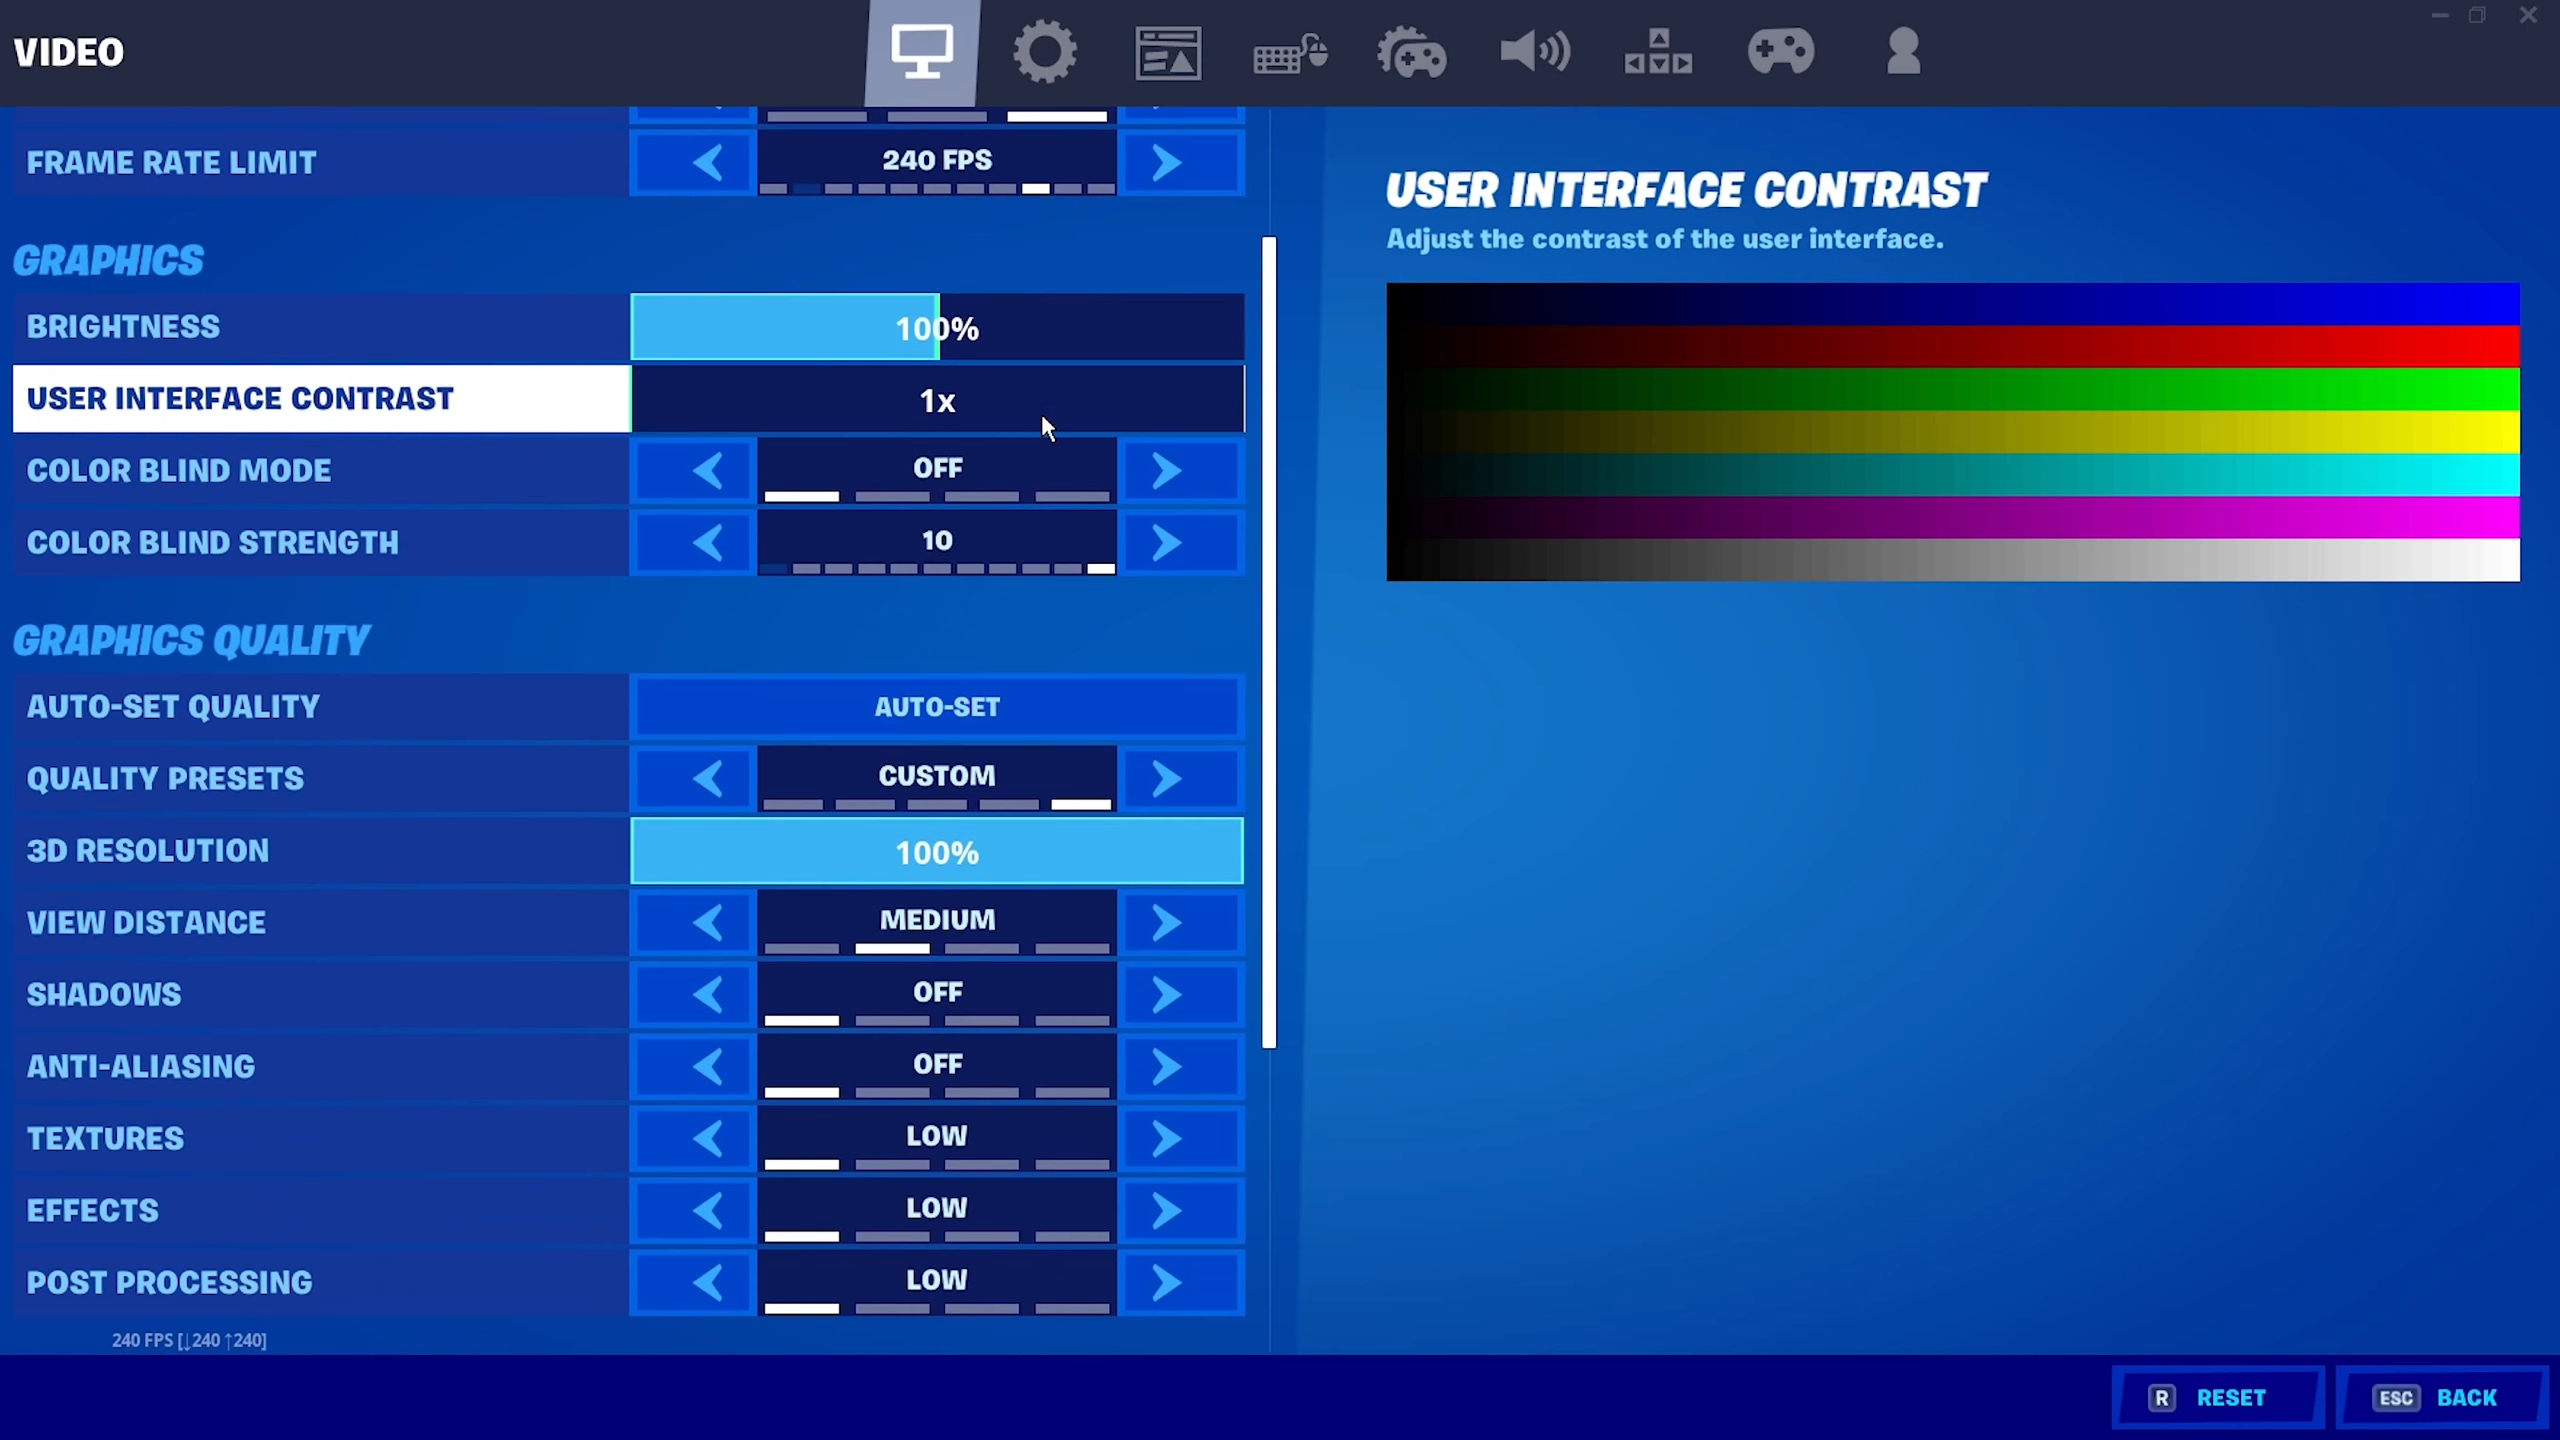 VIDEO
FRAME RATE LIMIT
240 FPS
GRAPHICS
BRIGHTNESS
100%
USER INTERFACE CONTRAST
1x
COLOR BLIND MODE
OFF
COLOR BLIND STRENGTH
10
GRAPHICS QUALITY
AUTO-SET QUALITY
AUTO-SET
QUALITY PRESETS
CUSTOM
3D RESOLUTION
100%
VIEW DISTANCE
MEDIUM
SHADOWS
OFF
ANTI-ALIASING
OFF
TEXTURES
LOW
EFFECTS
LOW
POST PROCESSING
LOW
240 FPS [↓240 ↑240]
USER INTERFACE CONTRAST
Adjust the contrast of the user interface.
R RESET
ESC BACK